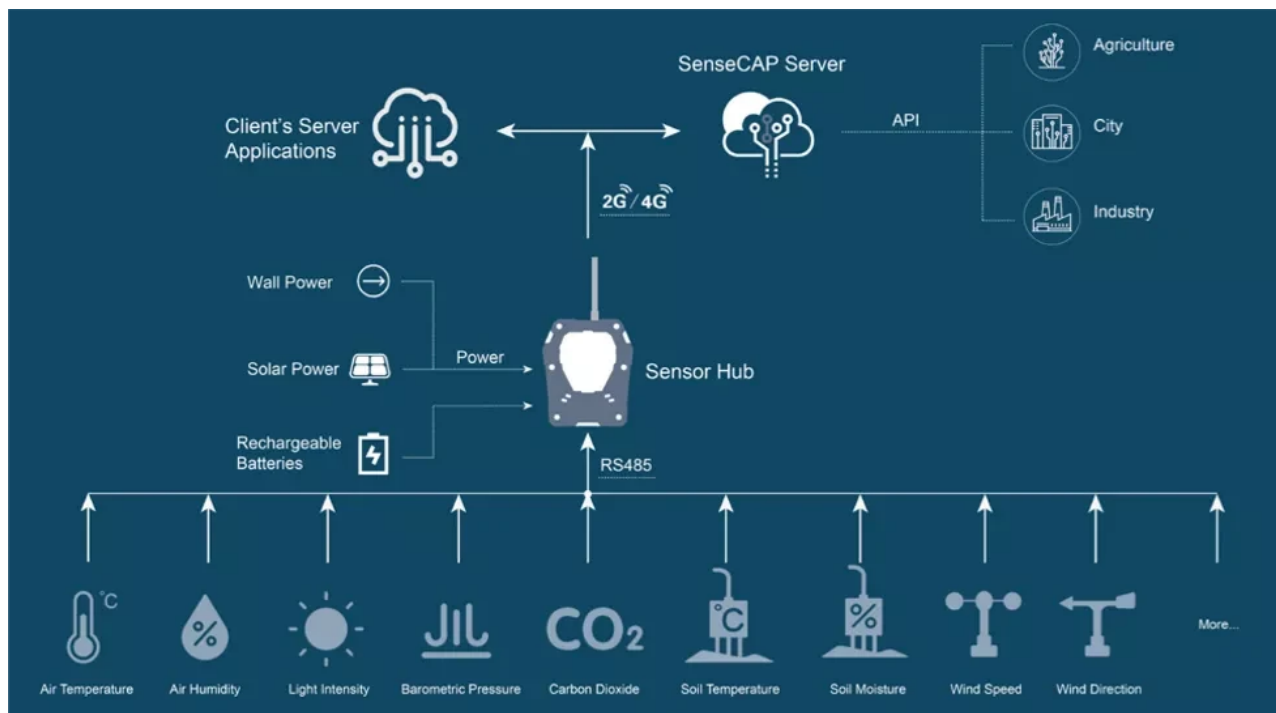 SenseCAP Server
Agriculture
Client's Server
Applications
API
City
2G / 4G
Industry
Wall Power
Solar Power
Power
Sensor Hub
Rechargeable
Batteries
RS485
°C
%
CO2
°C
%
More...
Air Temperature
Air Humidity
Light Intensity
Barometric Pressure
Carbon Dioxide
Soil Temperature
Soil Moisture
Wind Speed
Wind Direction